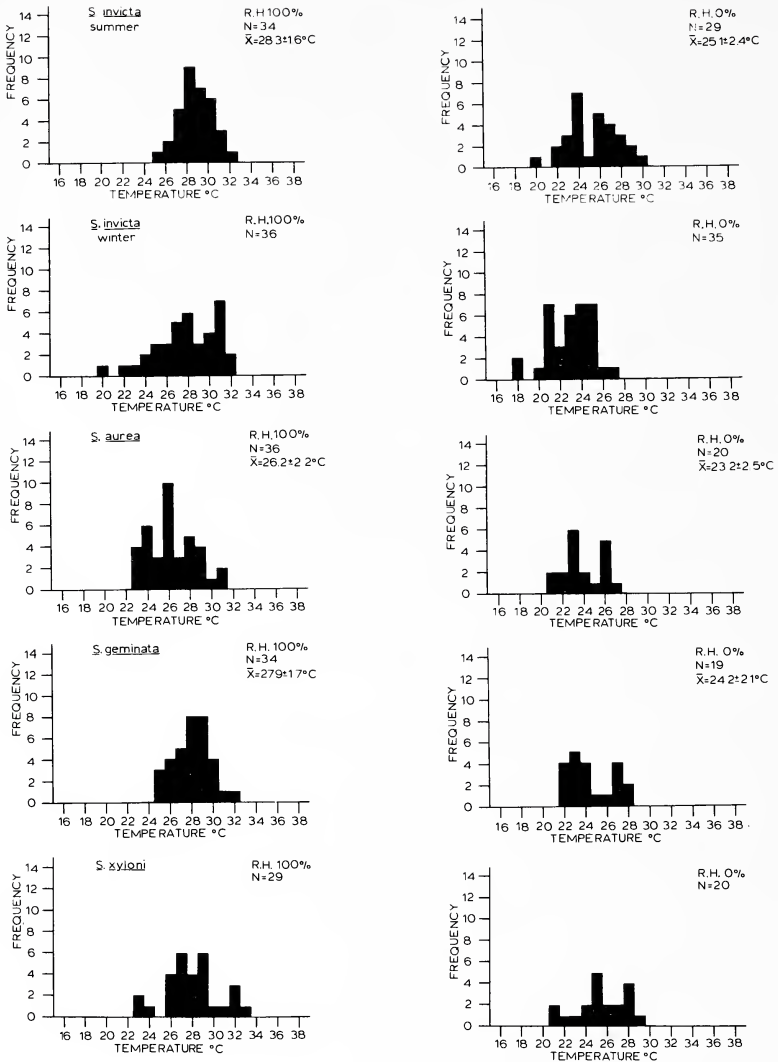 S. invicta
summer
R.H 100%
N=34
X̄=28 3±1 6°C
FREQUENCY
14
12
10
8
6
4
2
0
16 18 20 22 24 26 28 30 32 34 36 38
TEMPERATURE °C
R.H. 0%
N=29
X̄=25 1±2.4°C
FREQUENCY
14
12
10
8
6
4
2
0
16 18 20 22 24 26 28 30 32 34 36 38
TEMPERATURE °C
S. invicta
winter
R.H. 100%
N=36
FREQUENCY
14
12
10
8
6
4
2
0
16 18 20 22 24 26 28 30 32 34 36 38
TEMPERATURE °C
R.H. 0%
N=35
FREQUENCY
14
12
10
8
6
4
2
0
16 18 20 22 24 26 28 30 32 34 36 38
TEMPERATURE °C
S. aurea
R.H. 100%
N=36
X̄=26.2±2 2°C
FREQUENCY
14
12
10
8
6
4
2
0
16 18 20 22 24 26 28 30 32 34 36 38
TEMPERATURE °C
R.H. 0%
N=20
X̄=23 2±2 5°C
FREQUENCY
14
12
10
8
6
4
2
0
16 18 20 22 24 26 28 30 32 34 36 38
TEMPERATURE °C
S. geminata
R.H. 100%
N=34
X̄=27 9±1 7°C
FREQUENCY
14
12
10
8
6
4
2
0
16 18 20 22 24 26 28 30 32 34 36 38
TEMPERATURE °C
R.H. 0%
N=19
X̄=24 2±2 1°C
FREQUENCY
14
12
10
8
6
4
2
0
16 18 20 22 24 26 28 30 32 34 36 38
TEMPERATURE °C
S. xyloni
R.H. 100%
N=29
FREQUENCY
14
12
10
8
6
4
2
0
16 18 20 22 24 26 28 30 32 34 36 38
TEMPERATURE °C
R.H. 0%
N=20
FREQUENCY
14
12
10
8
6
4
2
0
16 18 20 22 24 26 28 30 32 34 36 38
TEMPERATURE °C